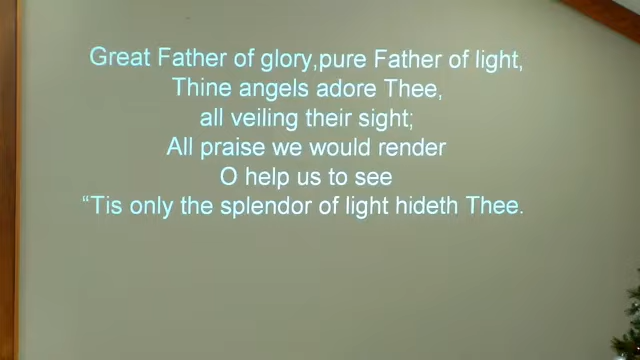 Great Father of glory,pure Father of light,
Thine angels adore Thee,
all veiling their sight;
All praise we would render
O help us to see
“Tis only the splendor of light hideth Thee.